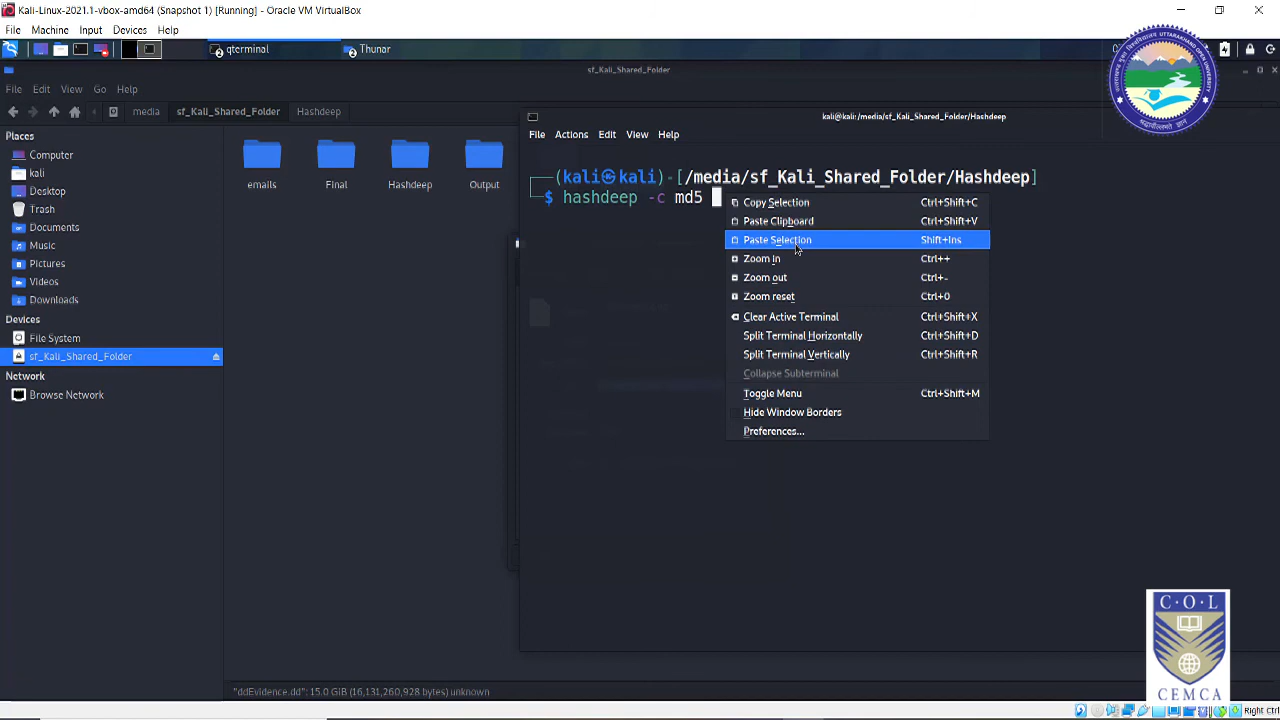 Kali-Linux-2021.1-vbox-amd64 (Snapshot 1) [Running] - Oracle VM VirtualBox
File Machine Input Devices Help
2 qterminal
2 Thunar
sf_Kali_Shared_Folder
File Edit View Go Help
media sf_Kali_Shared_Folder Hashdeep
Places
Computer
kali
Desktop
Trash
Documents
Music
Pictures
Videos
Downloads
Devices
File System
sf_Kali_Shared_Folder
Network
Browse Network
emails
Final
Hashdeep
Output
"ddEvidence.dd": 15.0 GiB (16,131,260,928 bytes) unknown
kali@kali:/media/sf_Kali_Shared_Folder/Hashdeep
File Actions Edit View Help
┌──(kali㉿kali)-[/media/sf_Kali_Shared_Folder/Hashdeep]
└─$ hashdeep -c md5
Copy Selection Ctrl+Shift+C
Paste Clipboard Ctrl+Shift+V
Paste Selection Shift+Ins
Zoom in Ctrl++
Zoom out Ctrl+-
Zoom reset Ctrl+0
Clear Active Terminal Ctrl+Shift+X
Split Terminal Horizontally Ctrl+Shift+D
Split Terminal Vertically Ctrl+Shift+R
Collapse Subterminal
Toggle Menu Ctrl+Shift+M
Hide Window Borders
Preferences...
UTTARAKHAND OPEN UNIVERSITY
C·O·L
CEMCA
Right Ctrl